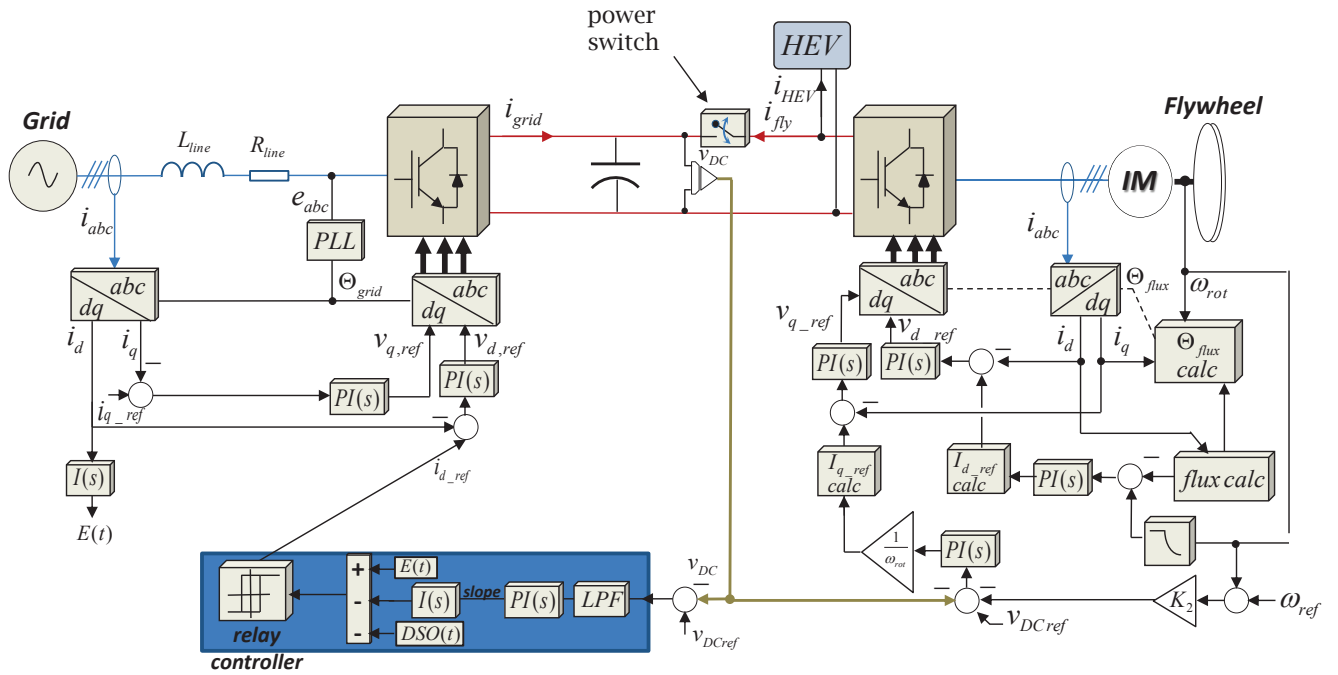 power
switch
HEV
i_HEV
Grid
L_line
R_line
i_grid
i_fly
v_DC
Flywheel
IM
e_abc
i_abc
PLL
Θ_grid
abc
dq
abc
dq
i_d
i_q
−
v_q,ref
v_d,ref
PI(s)
PI(s)
i_q_ref
−
i_d_ref
I(s)
E(t)
i_abc
abc
dq
abc
dq
Θ_flux
ω_rot
v_q_ref
v_d_ref
i_d
i_q
Θ_flux
calc
PI(s)
PI(s)
−
−
I_q_ref
calc
I_d_ref
calc
PI(s)
−
flux calc
1
ω_rot
PI(s)
v_DC
−
−
−
K_2
ω_ref
v_DCref
v_DCref
+
-
-
E(t)
I(s)
slope
PI(s)
LPF
DSO(t)
relay
controller